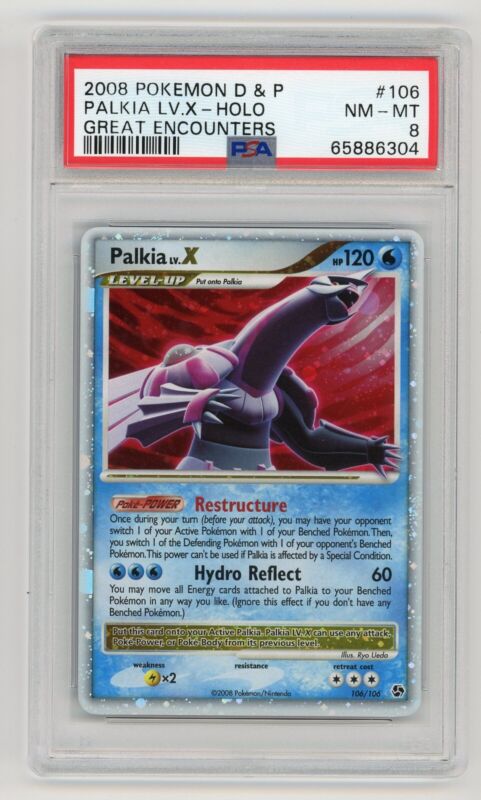 2008 POKEMON D & P #106
PALKIA LV.X-HOLO NM-MT
GREAT ENCOUNTERS 8
PSA 65886304
Palkia LV.X HP 120
LEVEL-UP Put onto Palkia
Poké-POWER Restructure
Once during your turn (before your attack), you may have your opponent
switch 1 of your Active Pokémon with 1 of your Benched Pokémon. Then,
you switch 1 of the Defending Pokémon with 1 of your opponent's Benched
Pokémon. This power can't be used if Palkia is affected by a Special Condition.
Hydro Reflect 60
You may move all Energy cards attached to Palkia to your Benched
Pokémon in any way you like. (Ignore this effect if you don't have any
Benched Pokémon.)
Put this card onto your Active Palkia. Palkia LV.X can use any attack,
Poké-Power, or Poké-Body from its previous level.
Illus. Ryo Ueda
weakness resistance retreat cost
×2
©2008 Pokémon/Nintendo 106/106